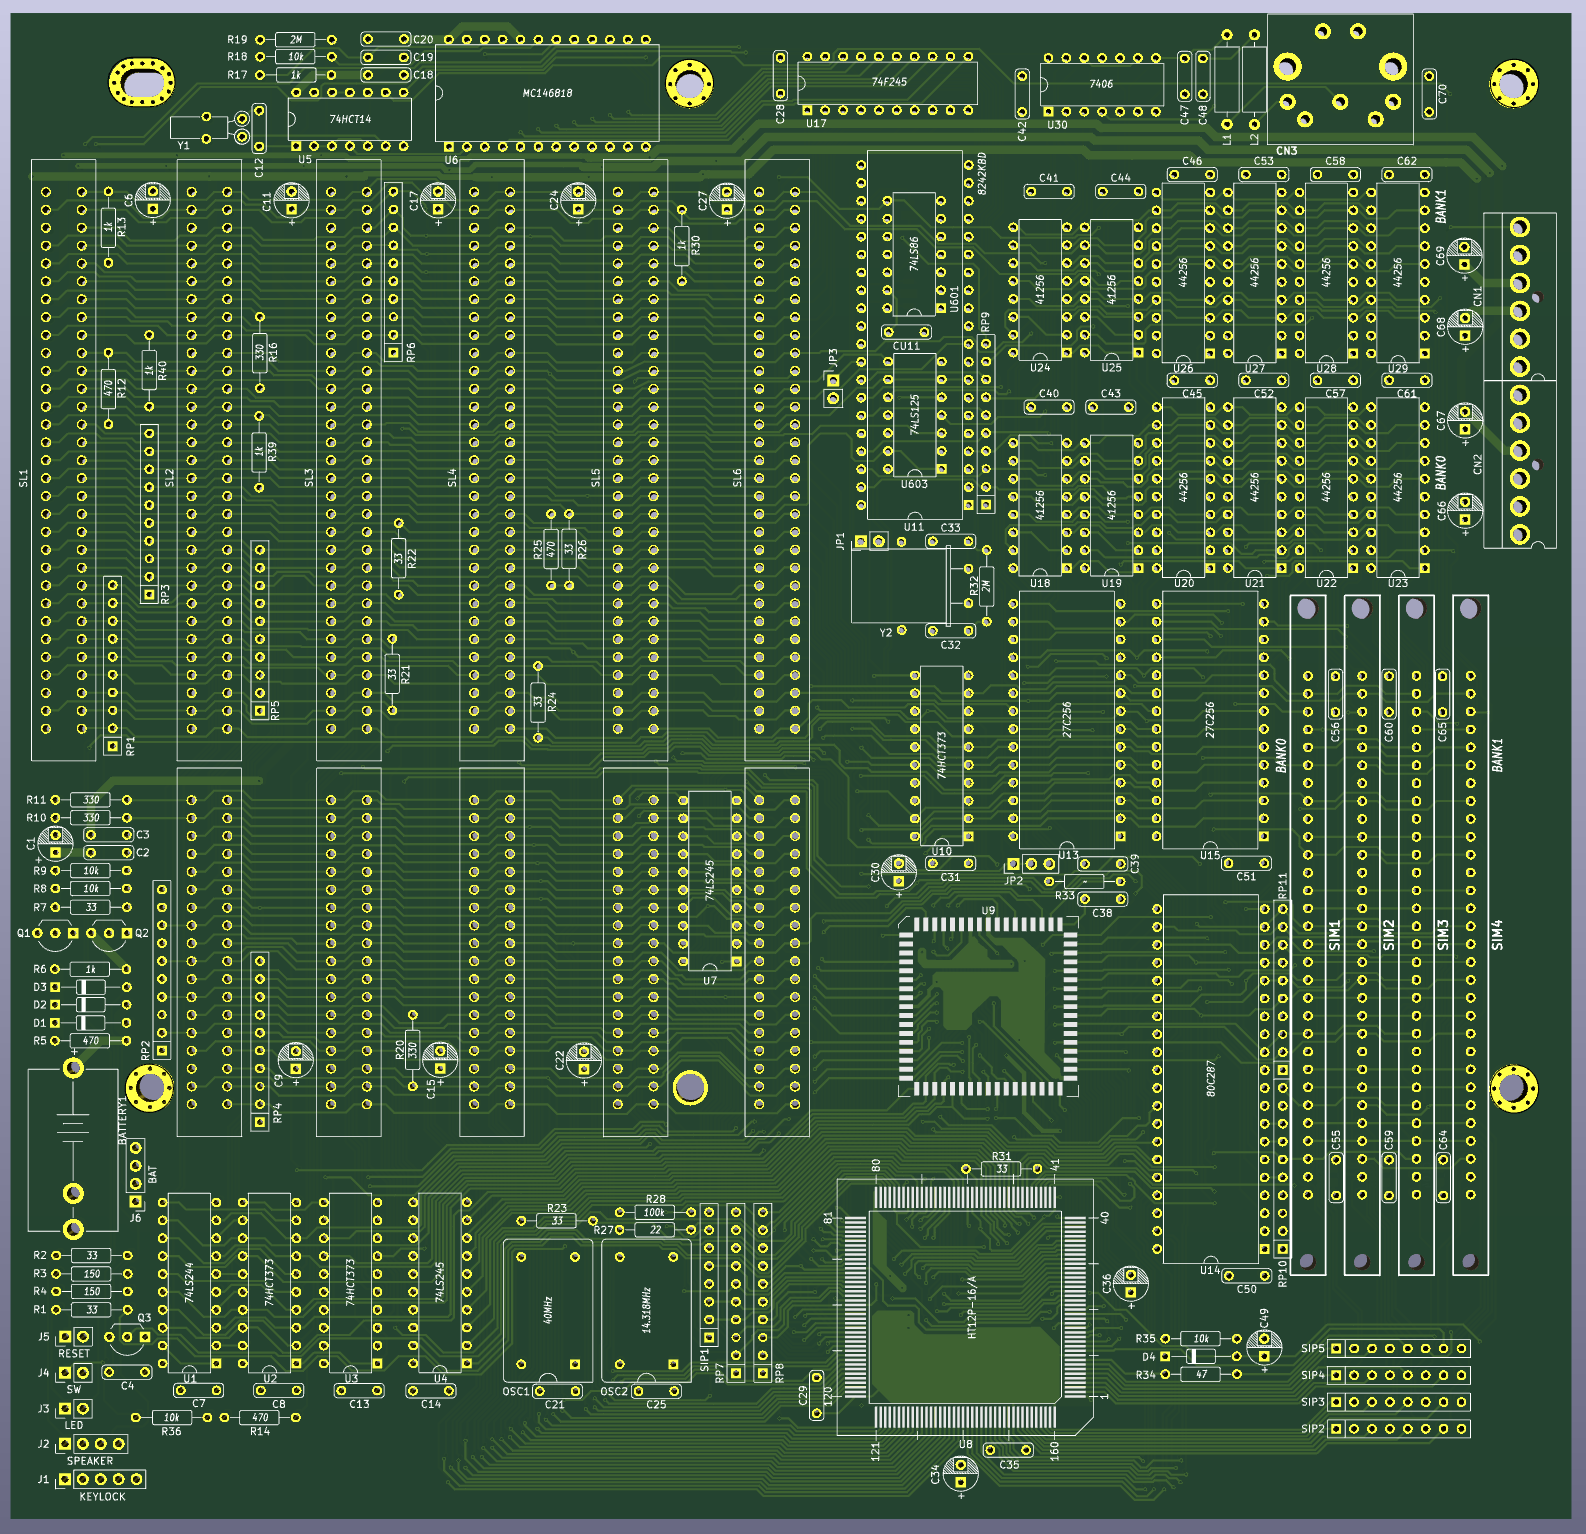 R19 2M C20
R18 10k C19
R17 1k C18
MC146818
C28
74F245
U17
C42
7406
U30
C47
C48
L1
L2
CN3
C70
Y1
C12
74HCT14
U5
U6
C6
+
C11
+
C17
+
C24
+
C27
+
8242KBD
C41
C44
C46
C53
C58
C62
BANK1
1k
R13
1k
R30
74LS86
U601
CU11
41256
U24
41256
U25
44256
U26
44256
U27
44256
U28
44256
U29
C69
+
CN1
C68
+
470
R12
1k
R40
330
R16
RP6
JP3
RP9
74LS125
U603
U11
C40
C43
C45
C52
C57
C61
C67
+
CN2
C66
+
BANK0
SL1
SL2
1k
R39
SL3
SL4
SL5
SL6
41256
U18
41256
U19
44256
U20
44256
U21
44256
U22
44256
U23
RP3
33
R22
R25
470
33
R26
JP1
C33
R32
2M
Y2
C32
RP1
RP5
33
R21
33
R24
74HCT373
U10
27C256
U13
27C256
U15
BANK0
C56
C60
C65
BANK1
R11 330
R10 330
C1
+
C3
C2
R9 10k
R8 10k
R7 33
Q1
Q2
R6 1k
D3
D2
D1
R5 470
RP2
74LS245
U7
C30
+
C31
JP2
C39
R33 -
C38
C51
RP11
U9
SIM1
SIM2
SIM3
SIM4
80C287
U14
C9
+
R20
330
C15
+
C22
+
RP4
+
BATTERY1
BAT
J6
C55
C59
C64
R31
33
80
41
81
40
120
1
121
160
HT12P-16/A
U8
R2 33
R3 150
R4 150
R1 33
74LS244
U1
74HCT373
U2
74HCT373
U3
74LS245
U4
R23
33
R28
100k
R27 22
40MHz
OSC1
14.318MHz
OSC2
SIP1
RP7
RP8
C36
+
C50
RP10
J5
RESET
Q3
J4
SW
C4
C7
C8
C13
C14
C21
C25
C29
R35 10k
D4
R34 47
C49
+
SIP5
SIP4
SIP3
SIP2
J3
LED
10k
R36
470
R14
J2
SPEAKER
J1
KEYLOCK
C34
+
C35